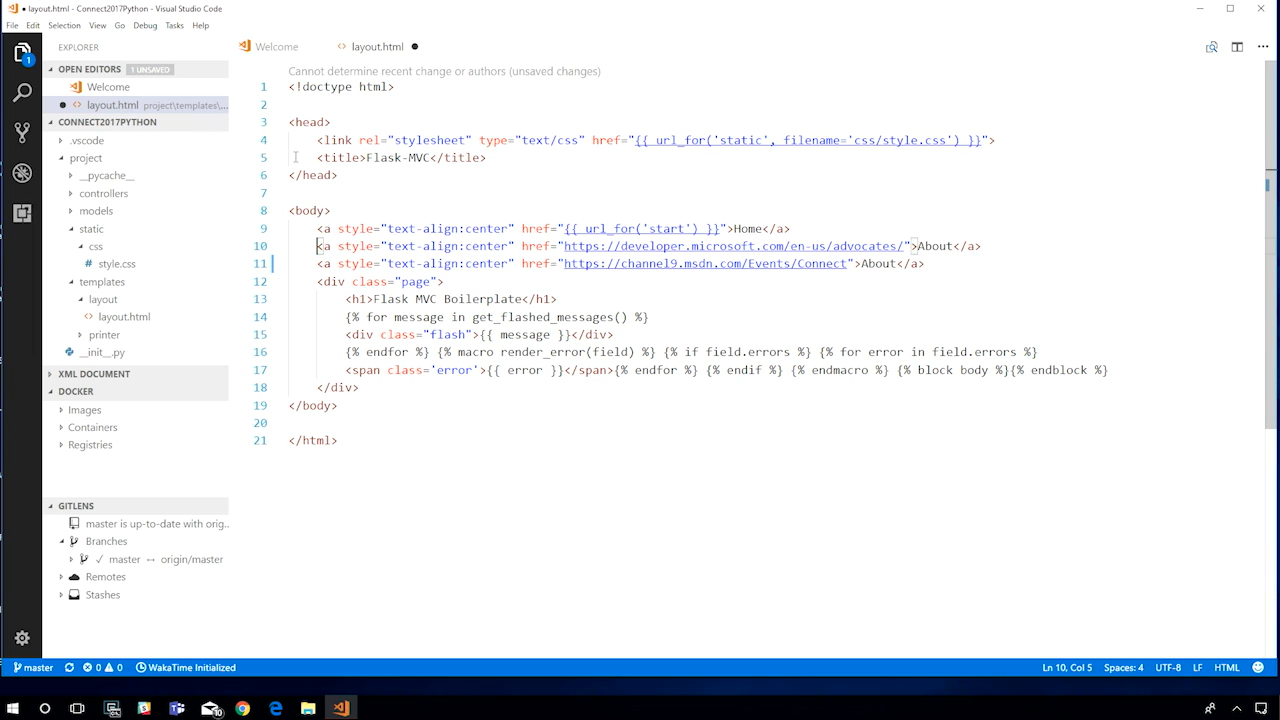 layout.html - Connect2017Python - Visual Studio Code
File Edit Selection View Go Debug Tasks Help
EXPLORER
OPEN EDITORS 1 UNSAVED
Welcome
layout.html project\templates\...
CONNECT2017PYTHON
.vscode
project
__pycache__
controllers
models
static
css
# style.css
templates
layout
<> layout.html
printer
__init__.py
XML DOCUMENT
DOCKER
Images
Containers
Registries
GITLENS
master is up-to-date with orig...
Branches
✓ master ↔ origin/master
Remotes
Stashes
Welcome
<> layout.html
Cannot determine recent change or authors (unsaved changes)
1 <!doctype html>
2
3 <head>
4 <link rel="stylesheet" type="text/css" href="{{ url_for('static', filename='css/style.css') }}">
5 <title>Flask-MVC</title>
6 </head>
7
8 <body>
9 <a style="text-align:center" href="{{ url_for('start') }}">Home</a>
10 <a style="text-align:center" href="https://developer.microsoft.com/en-us/advocates/">About</a>
11 <a style="text-align:center" href="https://channel9.msdn.com/Events/Connect">About</a>
12 <div class="page">
13 <h1>Flask MVC Boilerplate</h1>
14 {% for message in get_flashed_messages() %}
15 <div class="flash">{{ message }}</div>
16 {% endfor %} {% macro render_error(field) %} {% if field.errors %} {% for error in field.errors %}
17 <span class='error'>{{ error }}</span>{% endfor %} {% endif %} {% endmacro %} {% block body %}{% endblock %}
18 </div>
19 </body>
20
21 </html>
master 0 0 WakaTime Initialized
Ln 10, Col 5 Spaces: 4 UTF-8 LF HTML